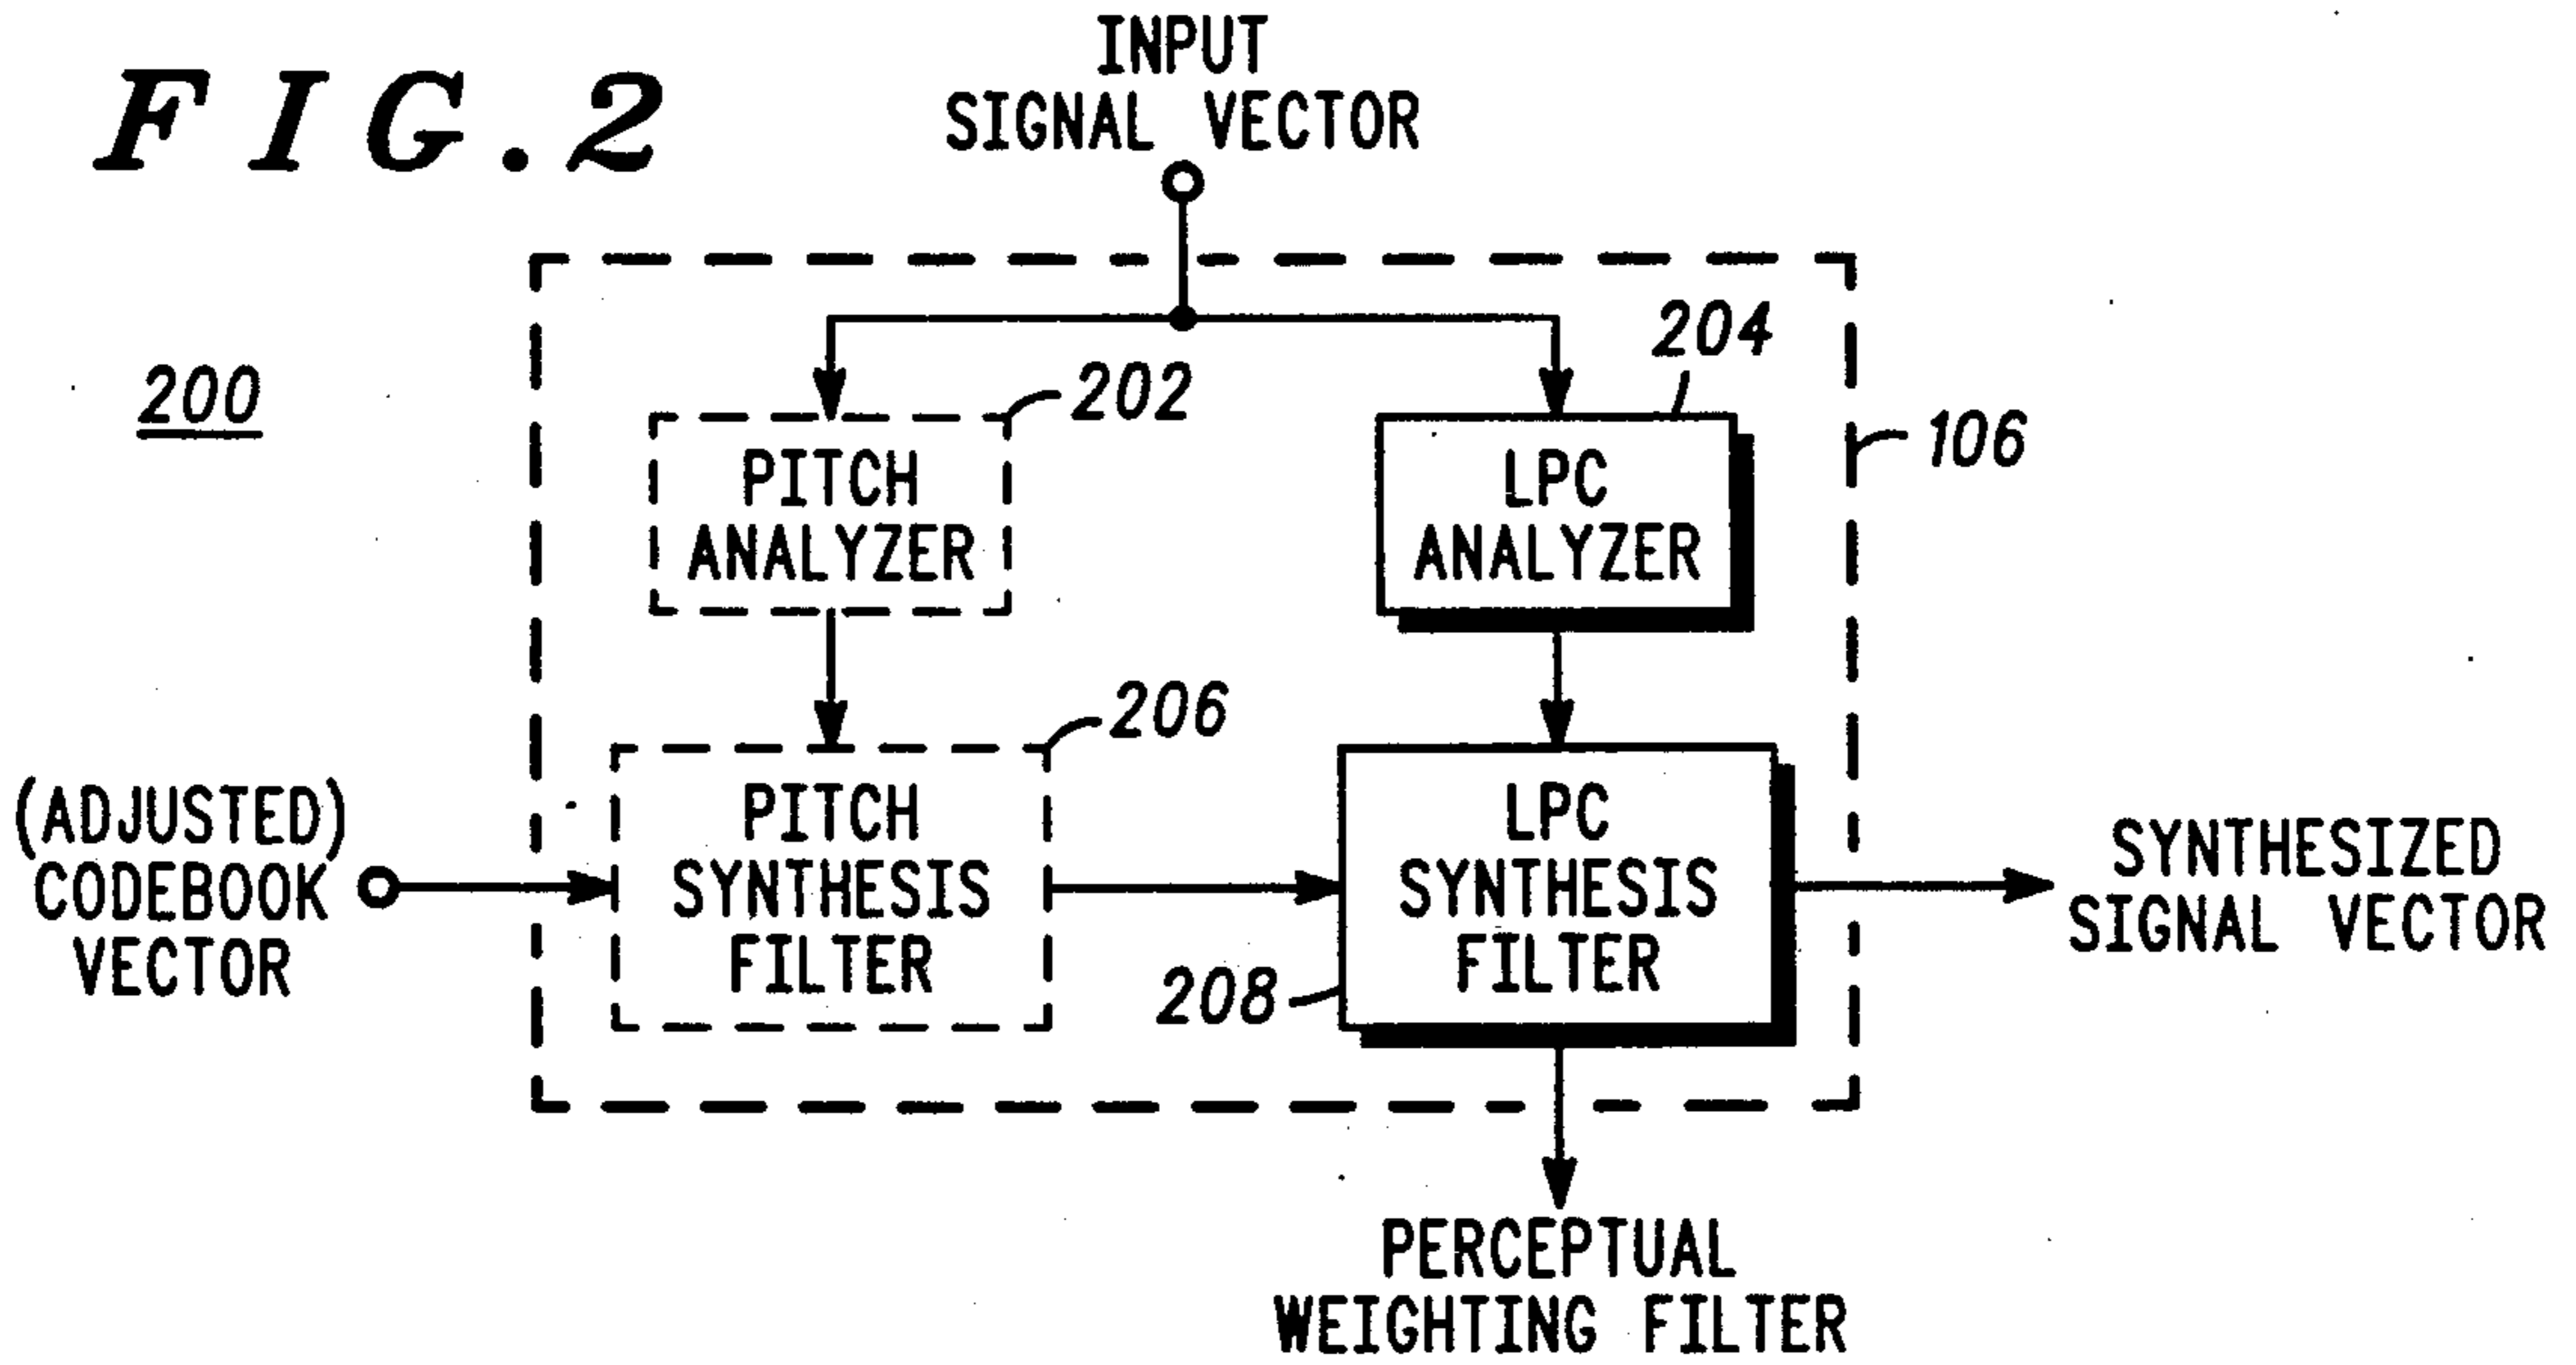 FIG.2
INPUT
SIGNAL VECTOR
200
202
204
106
PITCH
ANALYZER
LPC
ANALYZER
206
(ADJUSTED)
CODEBOOK
VECTOR
PITCH
SYNTHESIS
FILTER
208
LPC
SYNTHESIS
FILTER
SYNTHESIZED
SIGNAL VECTOR
PERCEPTUAL
WEIGHTING FILTER